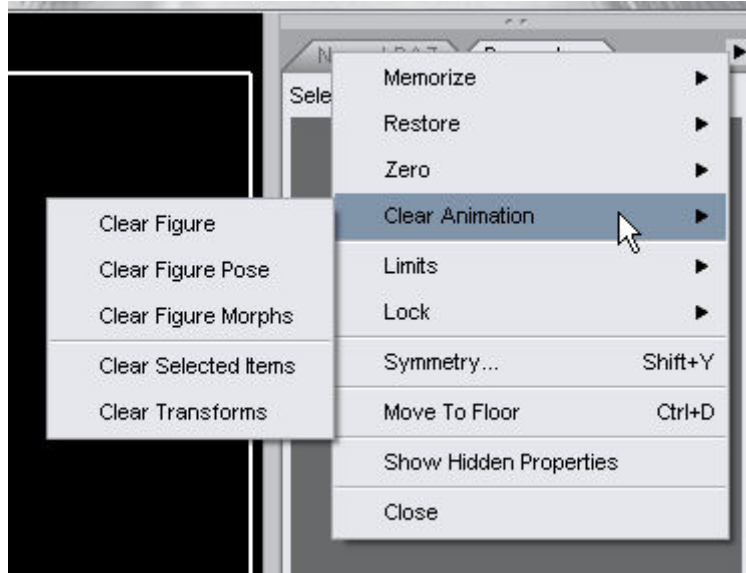 Sele
Memorize
Restore
Zero
Clear Animation
Limits
Lock
Symmetry... Shift+Y
Move To Floor Ctrl+D
Show Hidden Properties
Close
Clear Figure
Clear Figure Pose
Clear Figure Morphs
Clear Selected Items
Clear Transforms